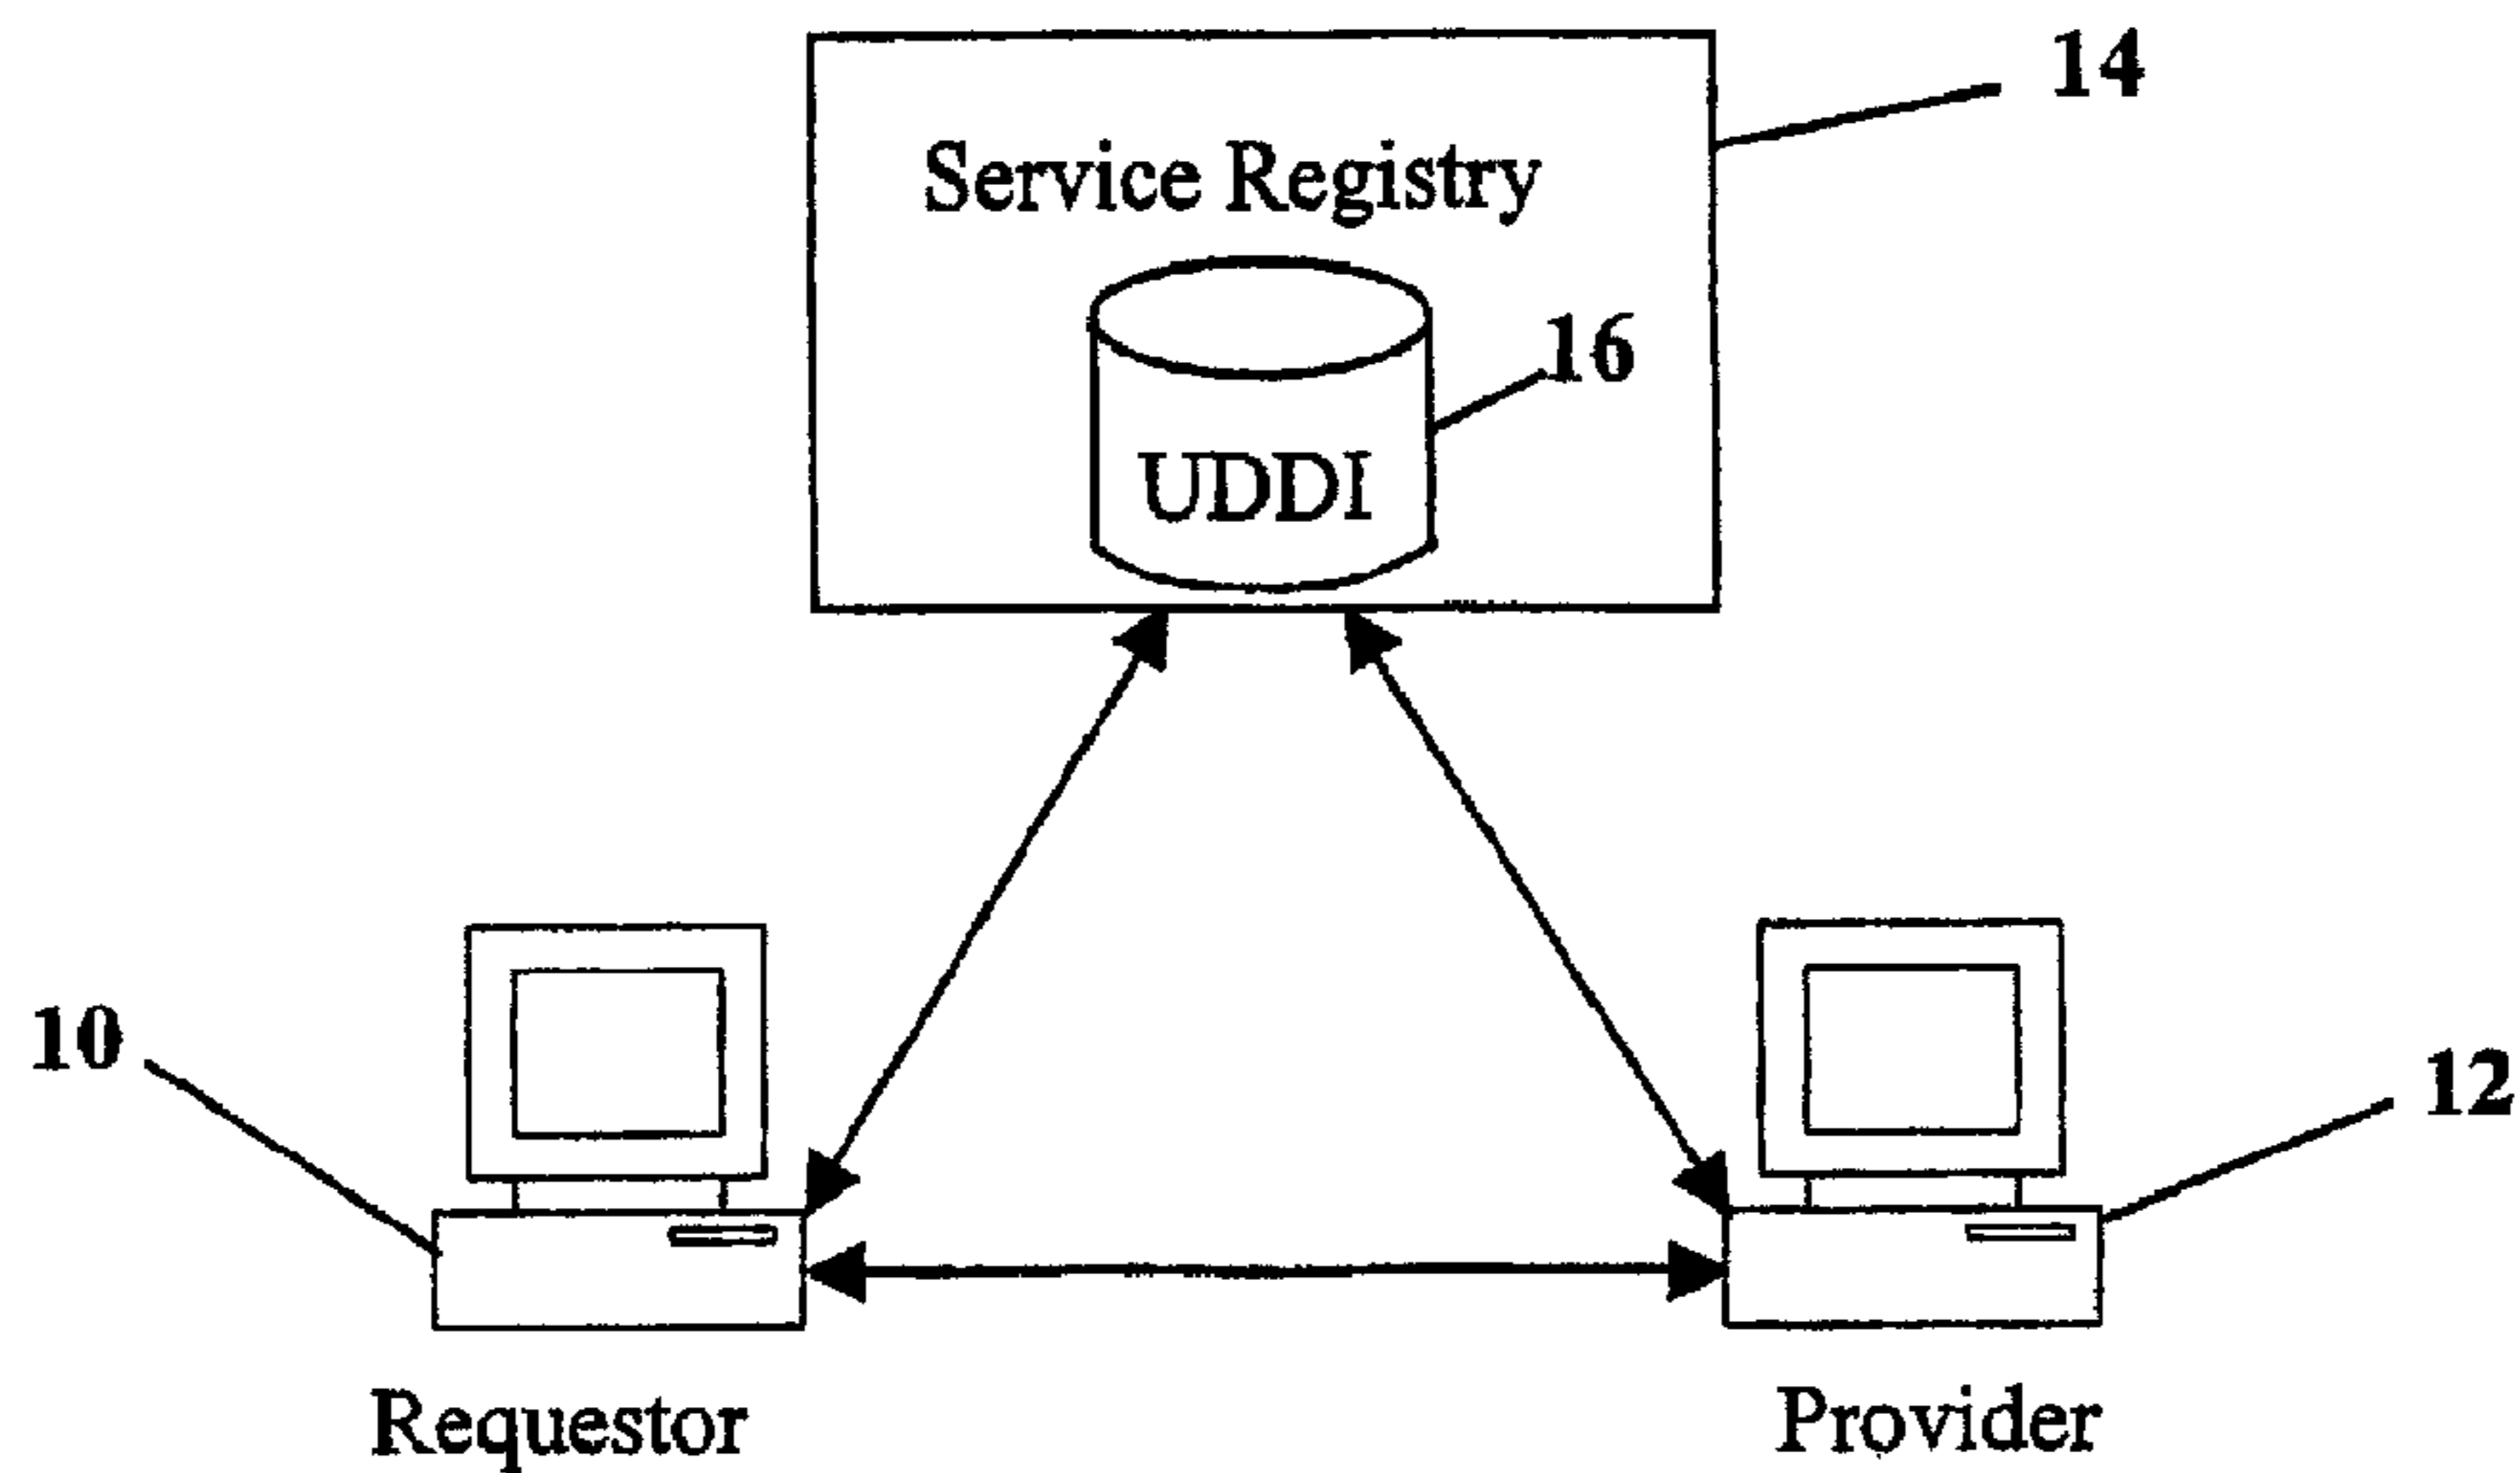 14
Service Registry
16
UDDI
10
12
Requestor
Provider